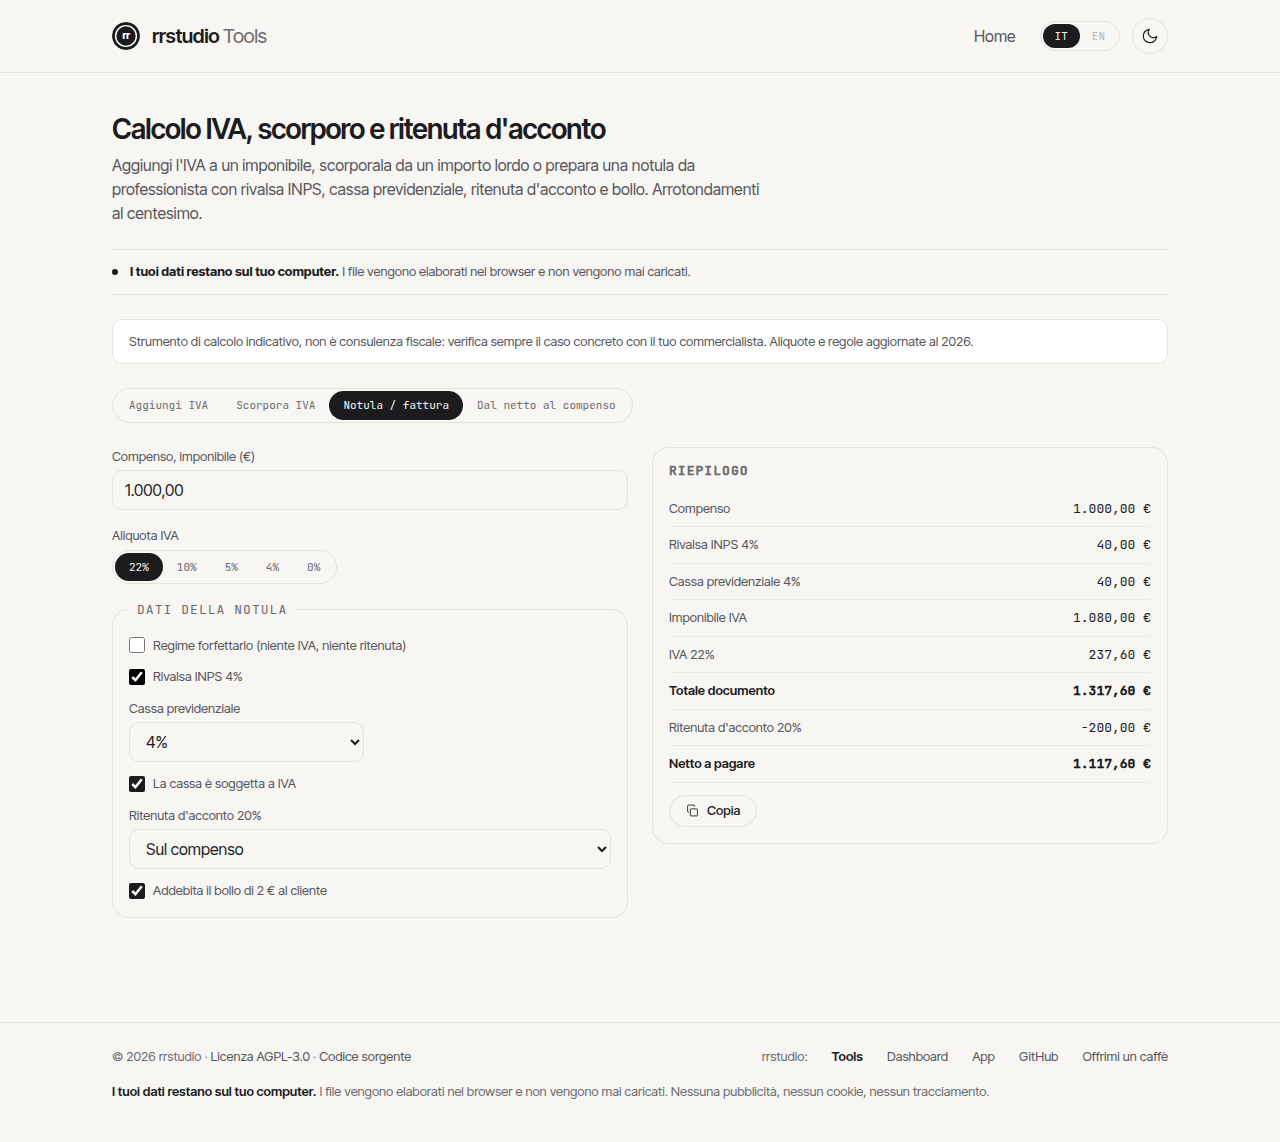 rr rrstudio Tools
Home IT EN
Calcolo IVA, scorporo e ritenuta d'acconto
Aggiungi l'IVA a un imponibile, scorporala da un importo lordo o prepara una notula da
professionista con rivalsa INPS, cassa previdenziale, ritenuta d'acconto e bollo. Arrotondamenti
al centesimo.
I tuoi dati restano sul tuo computer. I file vengono elaborati nel browser e non vengono mai caricati.
Strumento di calcolo indicativo, non è consulenza fiscale: verifica sempre il caso concreto con il tuo commercialista. Aliquote e regole aggiornate al 2026.
Aggiungi IVA Scorpora IVA Notula / fattura Dal netto al compenso
Compenso, imponibile (€)
1.000,00
Aliquota IVA
22% 10% 5% 4% 0%
DATI DELLA NOTULA
Regime forfettario (niente IVA, niente ritenuta)
Rivalsa INPS 4%
Cassa previdenziale
4%
La cassa è soggetta a IVA
Ritenuta d'acconto 20%
Sul compenso
Addebita il bollo di 2 € al cliente
RIEPILOGO
Compenso 1.000,00 €
Rivalsa INPS 4% 40,00 €
Cassa previdenziale 4% 40,00 €
Imponibile IVA 1.080,00 €
IVA 22% 237,60 €
Totale documento 1.317,60 €
Ritenuta d'acconto 20% -200,00 €
Netto a pagare 1.117,60 €
Copia
© 2026 rrstudio · Licenza AGPL-3.0 · Codice sorgente
rrstudio: Tools Dashboard App GitHub Offrimi un caffè
I tuoi dati restano sul tuo computer. I file vengono elaborati nel browser e non vengono mai caricati. Nessuna pubblicità, nessun cookie, nessun tracciamento.